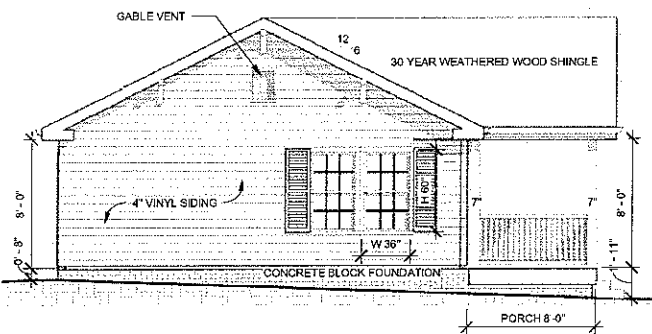 GABLE VENT
12
6
30 YEAR WEATHERED WOOD SHINGLE
8' - 0"
4" VINYL SIDING
H 60"
7"
7"
8' - 0"
W 36"
0' - 8"
CONCRETE BLOCK FOUNDATION
- 11"
PORCH 8'-0"